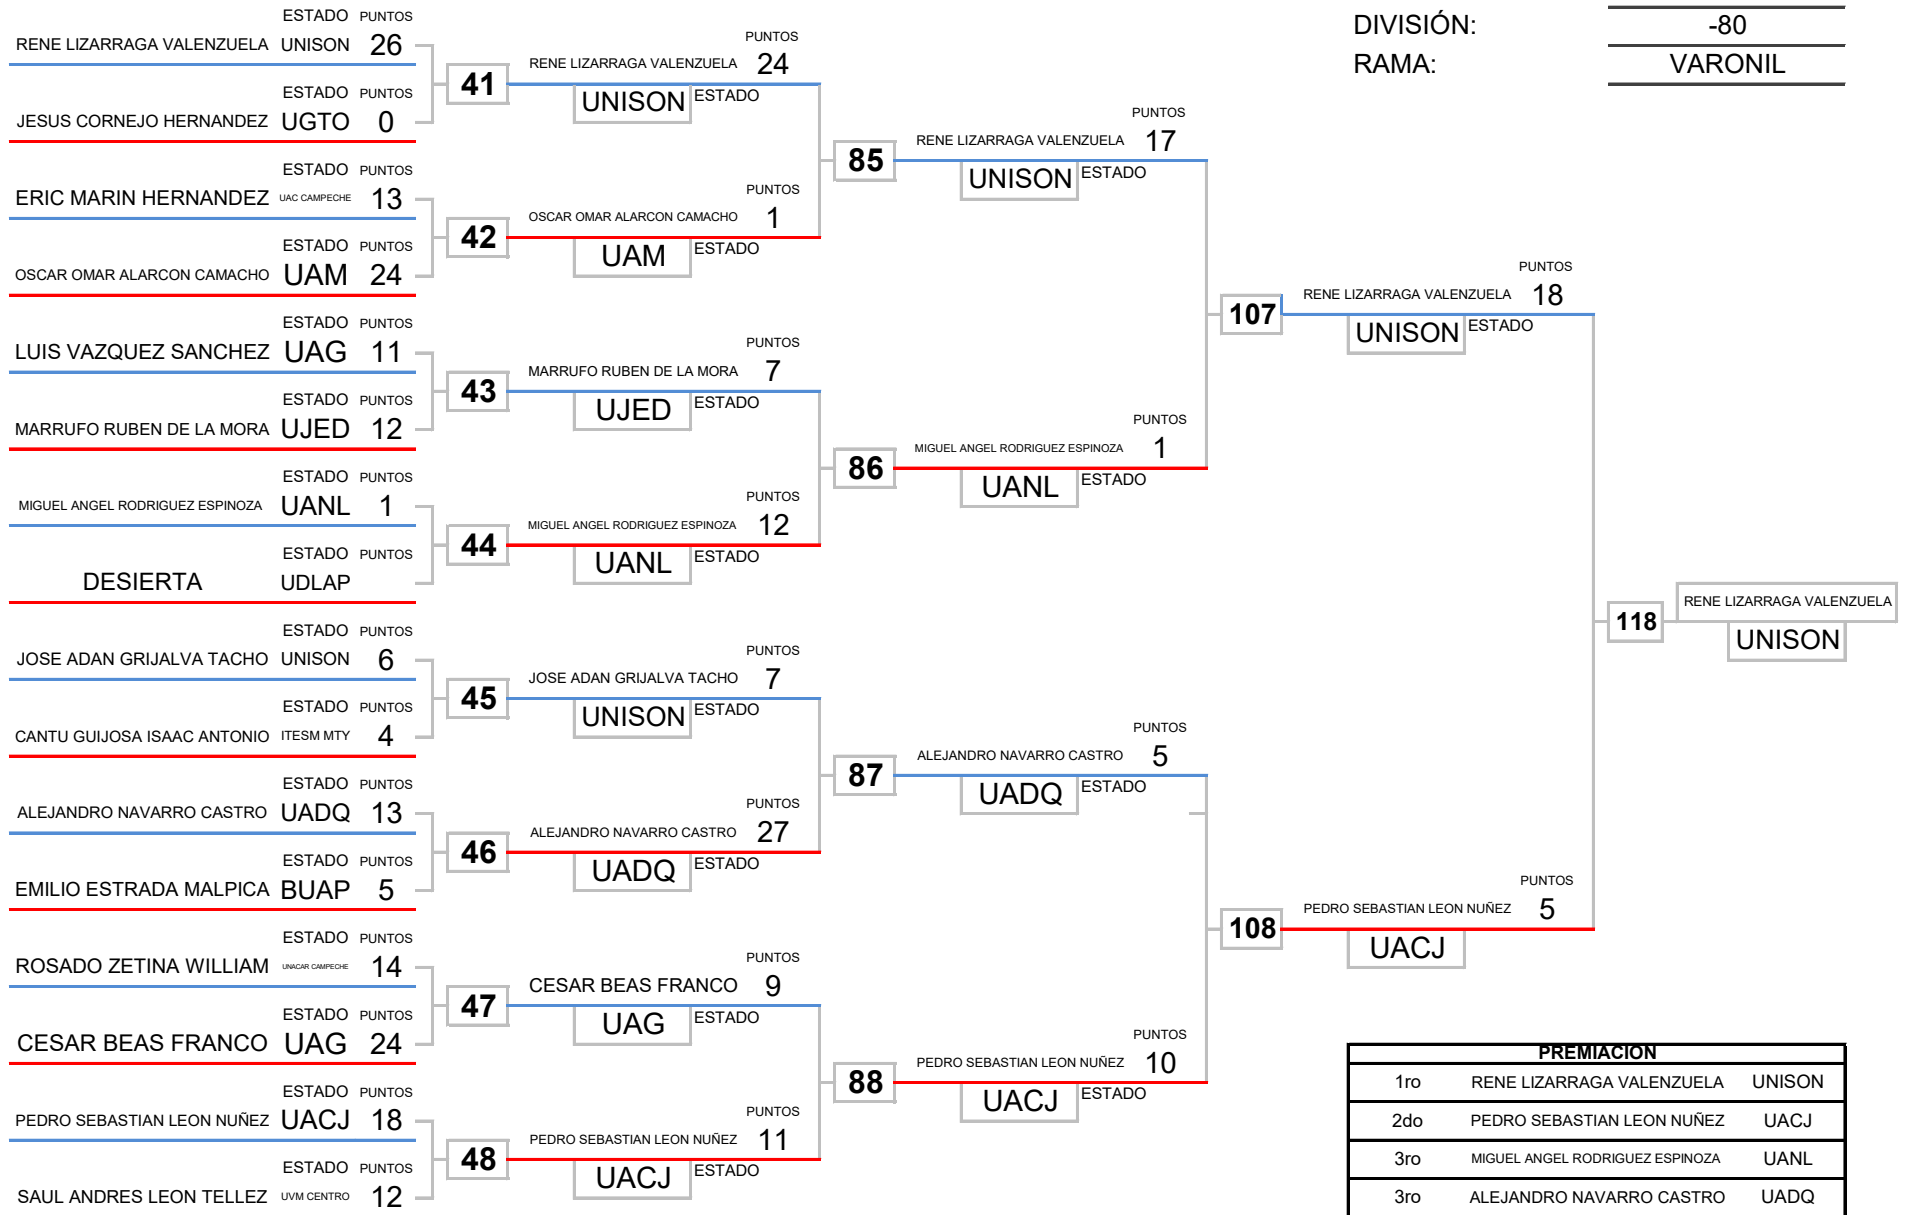 DIVISIÓN: -80
RAMA: VARONIL
ESTADO PUNTOS
RENE LIZARRAGA VALENZUELA UNISON 26
ESTADO PUNTOS
JESUS CORNEJO HERNANDEZ UGTO 0
ESTADO PUNTOS
ERIC MARIN HERNANDEZ UAC CAMPECHE 13
ESTADO PUNTOS
OSCAR OMAR ALARCON CAMACHO UAM 24
ESTADO PUNTOS
LUIS VAZQUEZ SANCHEZ UAG 11
ESTADO PUNTOS
MARRUFO RUBEN DE LA MORA UJED 12
ESTADO PUNTOS
MIGUEL ANGEL RODRIGUEZ ESPINOZA UANL 1
ESTADO PUNTOS
DESIERTA UDLAP
ESTADO PUNTOS
JOSE ADAN GRIJALVA TACHO UNISON 6
ESTADO PUNTOS
CANTU GUIJOSA ISAAC ANTONIO ITESM MTY 4
ESTADO PUNTOS
ALEJANDRO NAVARRO CASTRO UADQ 13
ESTADO PUNTOS
EMILIO ESTRADA MALPICA BUAP 5
ESTADO PUNTOS
ROSADO ZETINA WILLIAM UNACAR CAMPECHE 14
ESTADO PUNTOS
CESAR BEAS FRANCO UAG 24
ESTADO PUNTOS
PEDRO SEBASTIAN LEON NUÑEZ UACJ 18
ESTADO PUNTOS
SAUL ANDRES LEON TELLEZ UVM CENTRO 12
41
42
43
44
45
46
47
48
PUNTOS
RENE LIZARRAGA VALENZUELA 24
UNISON ESTADO
PUNTOS
OSCAR OMAR ALARCON CAMACHO 1
UAM ESTADO
PUNTOS
MARRUFO RUBEN DE LA MORA 7
UJED ESTADO
PUNTOS
MIGUEL ANGEL RODRIGUEZ ESPINOZA 12
UANL ESTADO
PUNTOS
JOSE ADAN GRIJALVA TACHO 7
UNISON ESTADO
PUNTOS
ALEJANDRO NAVARRO CASTRO 27
UADQ ESTADO
PUNTOS
CESAR BEAS FRANCO 9
UAG ESTADO
PUNTOS
PEDRO SEBASTIAN LEON NUÑEZ 11
UACJ ESTADO
85
86
87
88
PUNTOS
RENE LIZARRAGA VALENZUELA 17
UNISON ESTADO
PUNTOS
MIGUEL ANGEL RODRIGUEZ ESPINOZA 1
UANL ESTADO
PUNTOS
ALEJANDRO NAVARRO CASTRO 5
UADQ ESTADO
PUNTOS
PEDRO SEBASTIAN LEON NUÑEZ 10
UACJ ESTADO
107
108
PUNTOS
RENE LIZARRAGA VALENZUELA 18
UNISON ESTADO
PUNTOS
PEDRO SEBASTIAN LEON NUÑEZ 5
UACJ
118
RENE LIZARRAGA VALENZUELA
UNISON
PREMIACION
1ro RENE LIZARRAGA VALENZUELA UNISON
2do PEDRO SEBASTIAN LEON NUÑEZ UACJ
3ro MIGUEL ANGEL RODRIGUEZ ESPINOZA UANL
3ro ALEJANDRO NAVARRO CASTRO UADQ